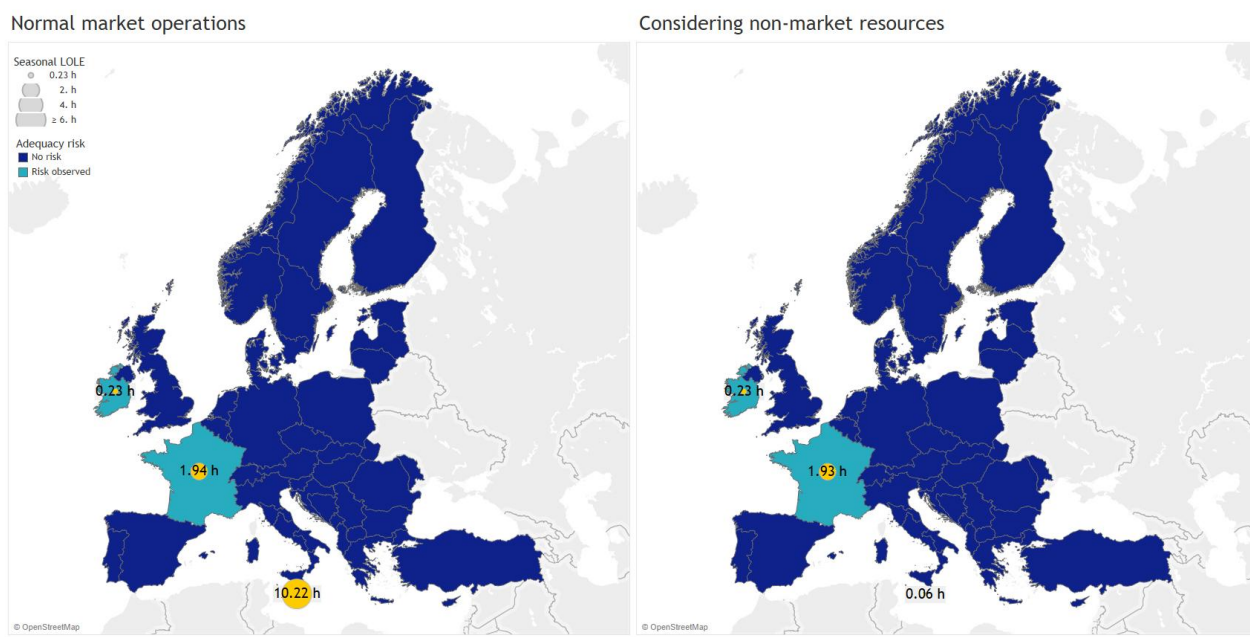 Normal market operations
Considering non-market resources
Seasonal LOLE
0.23 h
2. h
4. h
≥ 6. h
Adequacy risk
No risk
Risk observed
0.23 h
1.94 h
10.22 h
© OpenStreetMap
0.23 h
1.93 h
0.06 h
© OpenStreetMap